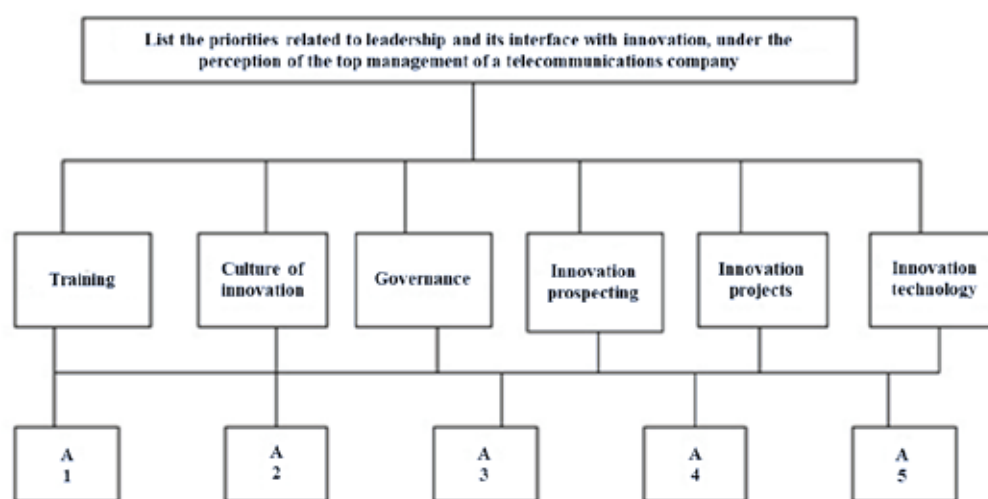 List the priorities related to leadership and its interface with innovation, under the
perception of the top management of a telecommunications company
Training
Culture of
innovation
Governance
Innovation
prospecting
Innovation
projects
Innovation
technology
A
1
A
2
A
3
A
4
A
5